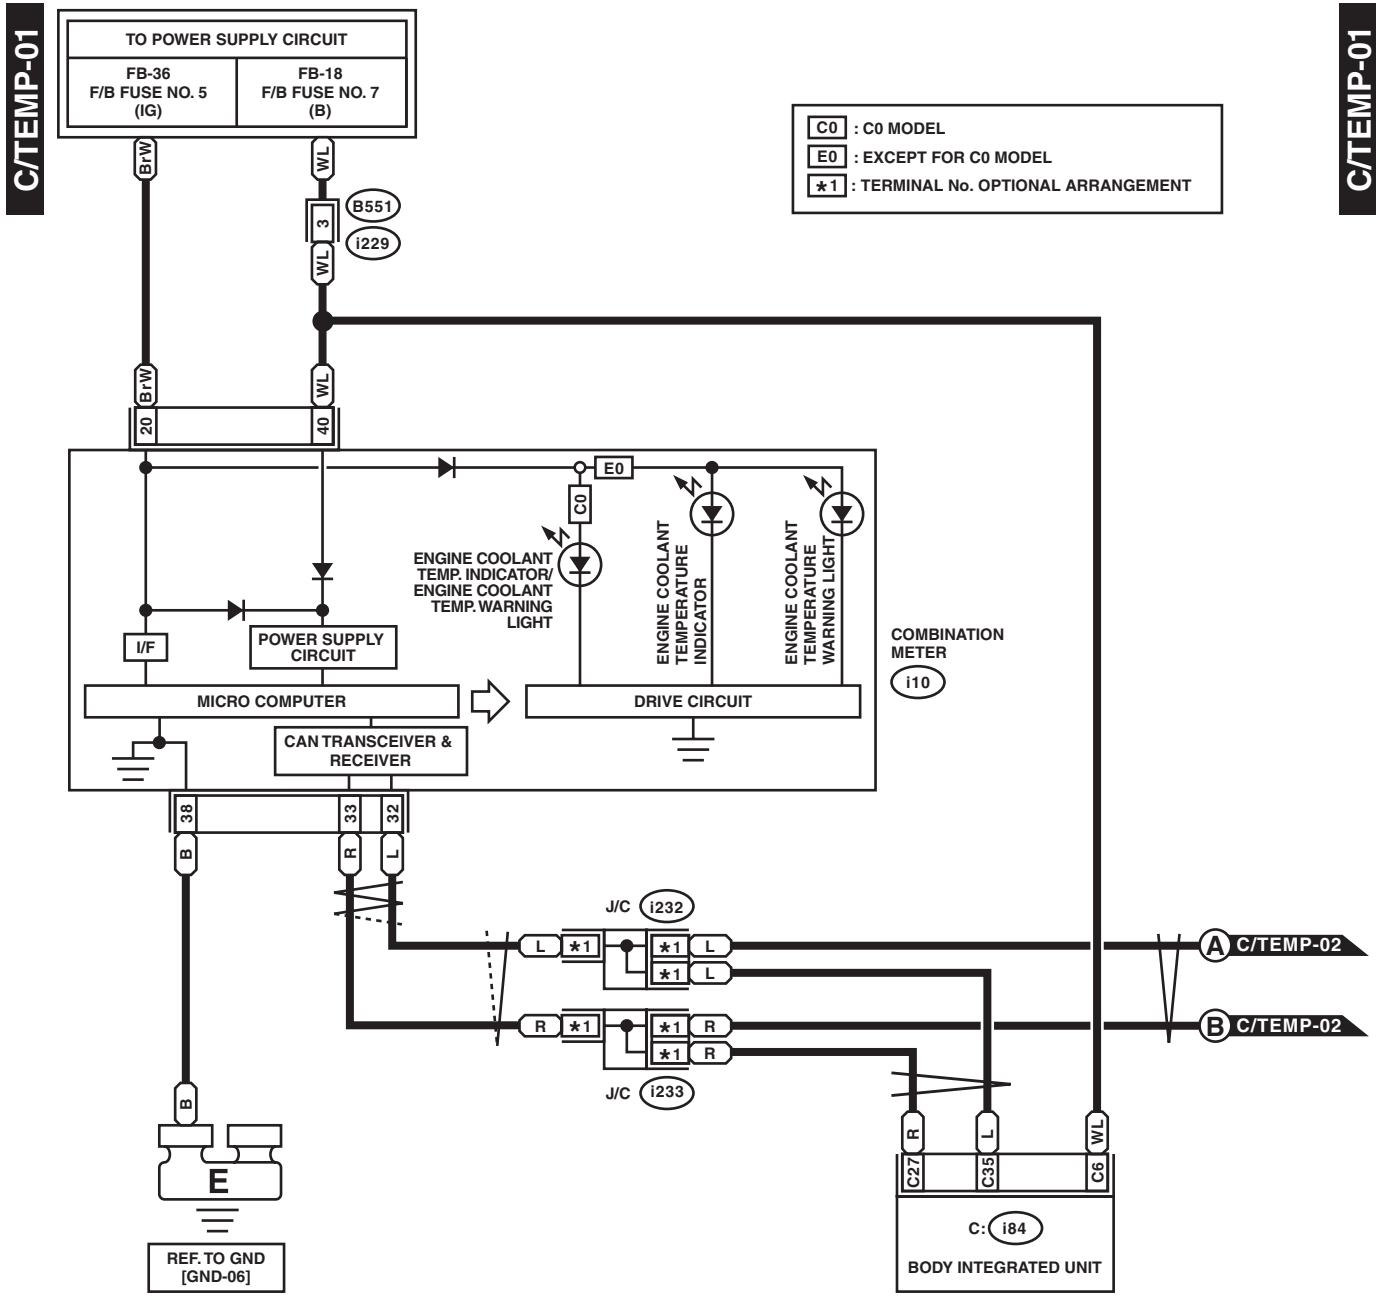 C/TEMP-01
C/TEMP-01
TO POWER SUPPLY CIRCUIT
FB-36
F/B FUSE NO. 5
(IG)
FB-18
F/B FUSE NO. 7
(B)
C0 : C0 MODEL
E0 : EXCEPT FOR C0 MODEL
*1 : TERMINAL No. OPTIONAL ARRANGEMENT
BrW
WL
3
B551
i229
WL
BrW
WL
20
40
E0
C0
ENGINE COOLANT
TEMP. INDICATOR/
ENGINE COOLANT
TEMP. WARNING
LIGHT
ENGINE COOLANT
TEMPERATURE
INDICATOR
ENGINE COOLANT
TEMPERATURE
WARNING LIGHT
I/F
POWER SUPPLY
CIRCUIT
COMBINATION
METER
i10
MICRO COMPUTER
DRIVE CIRCUIT
CAN TRANSCEIVER &
RECEIVER
38
33
32
B
R
L
J/C i232
L *1
*1 L
*1 L
A C/TEMP-02
R *1
*1 R
*1 R
B C/TEMP-02
J/C i233
B
E
REF. TO GND
[GND-06]
R
L
WL
C27
C35
C6
C: i84
BODY INTEGRATED UNIT